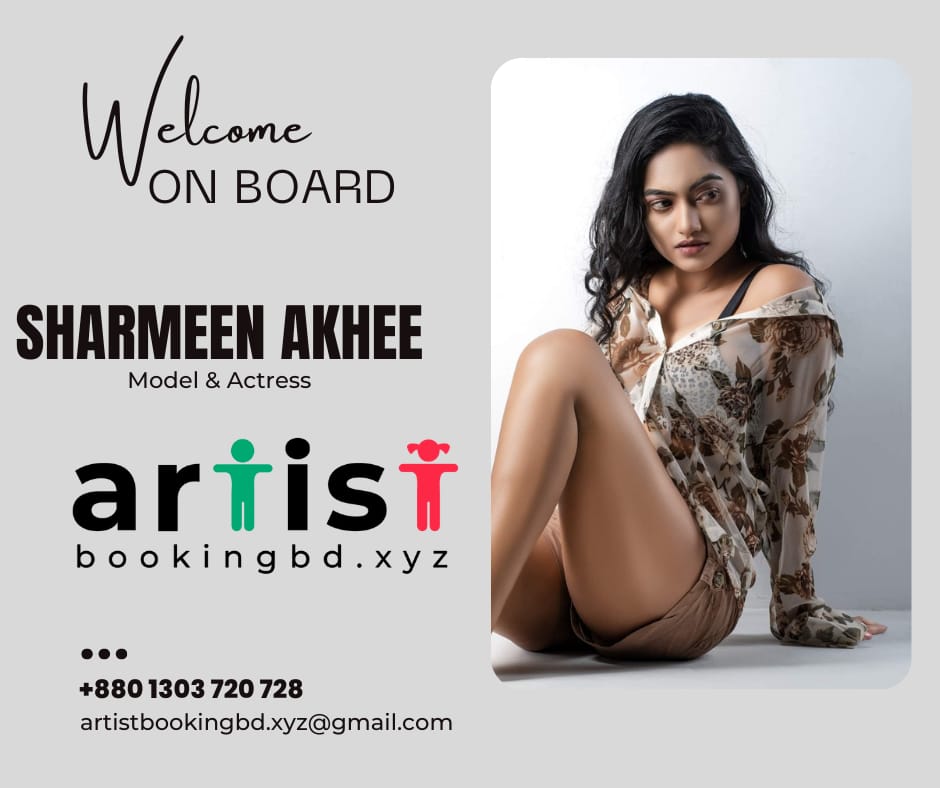 Welcome
ON BOARD
SHARMEEN AKHEE
Model & Actress
artist
bookingbd.xyz
+880 1303 720 728
artistbookingbd.xyz@gmail.com